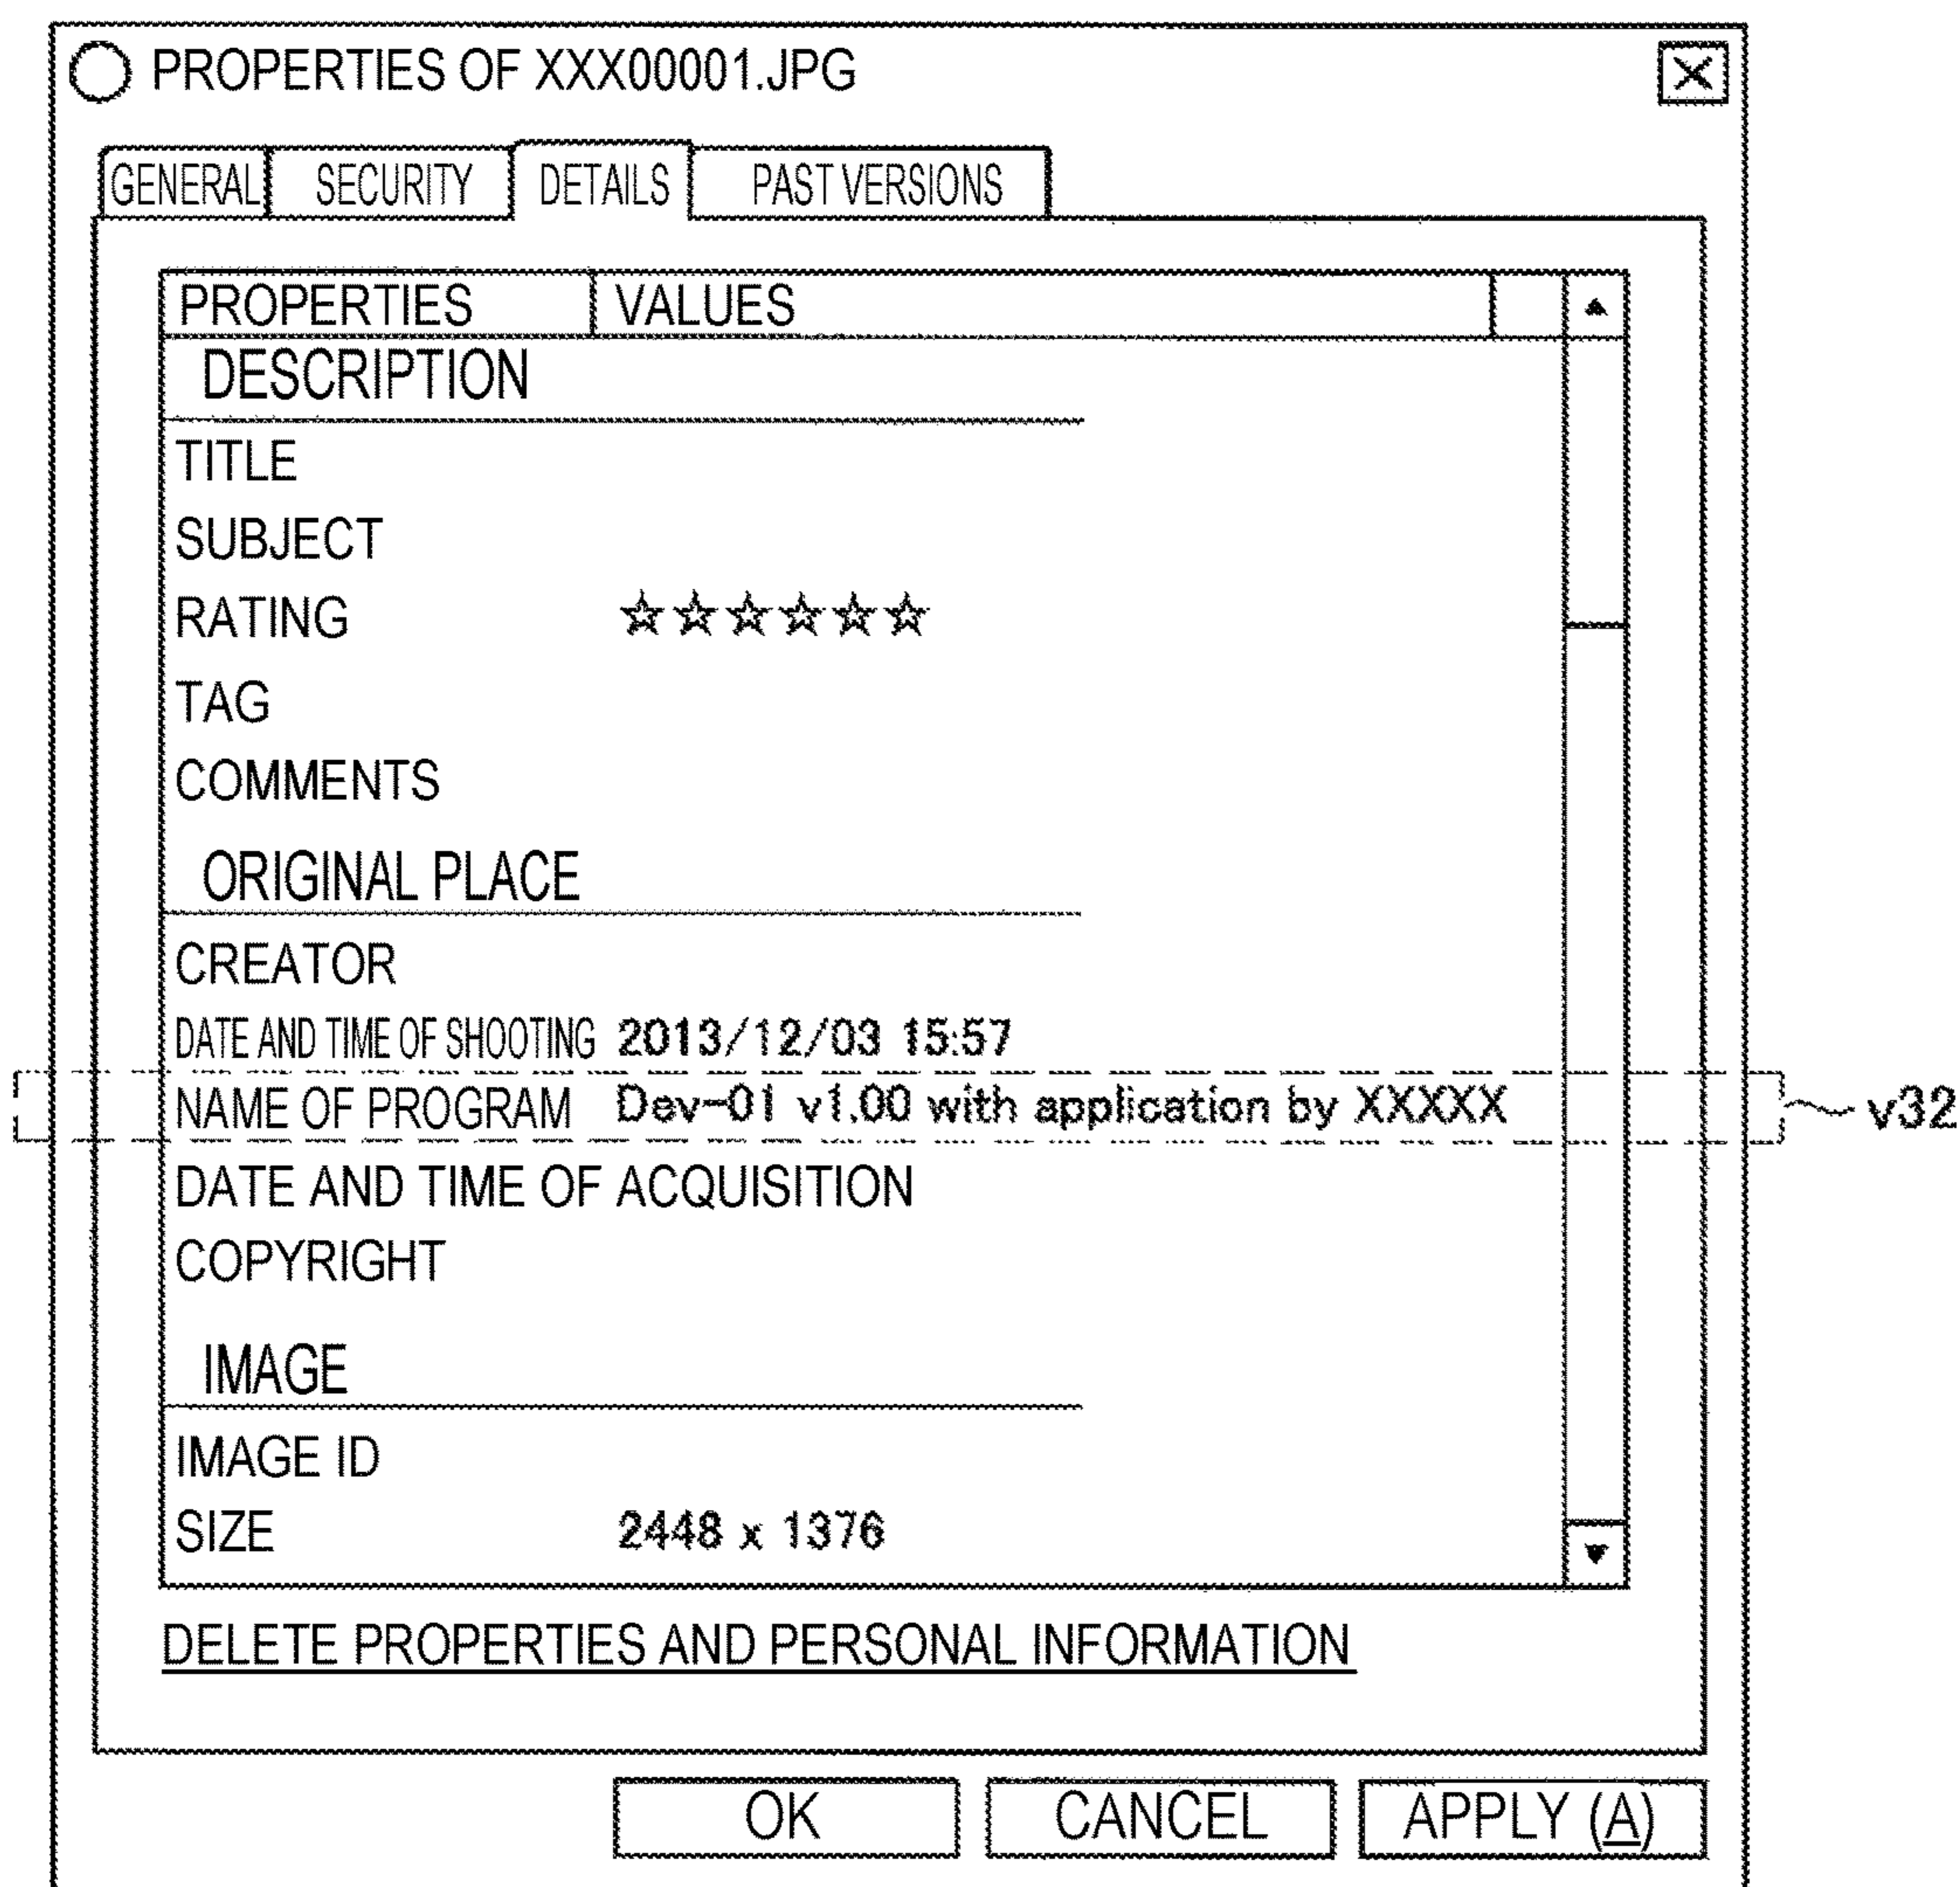 PROPERTIES OF XXX00001.JPG
GENERAL SECURITY DETAILS PAST VERSIONS
PROPERTIES VALUES
DESCRIPTION
TITLE
SUBJECT
RATING ☆☆☆☆☆☆
TAG
COMMENTS
ORIGINAL PLACE
CREATOR
DATE AND TIME OF SHOOTING 2013/12/03 15:57
NAME OF PROGRAM Dev-01 v1.00 with application by XXXXX v32
DATE AND TIME OF ACQUISITION
COPYRIGHT
IMAGE
IMAGE ID
SIZE 2448 x 1376
DELETE PROPERTIES AND PERSONAL INFORMATION
OK CANCEL APPLY (A)